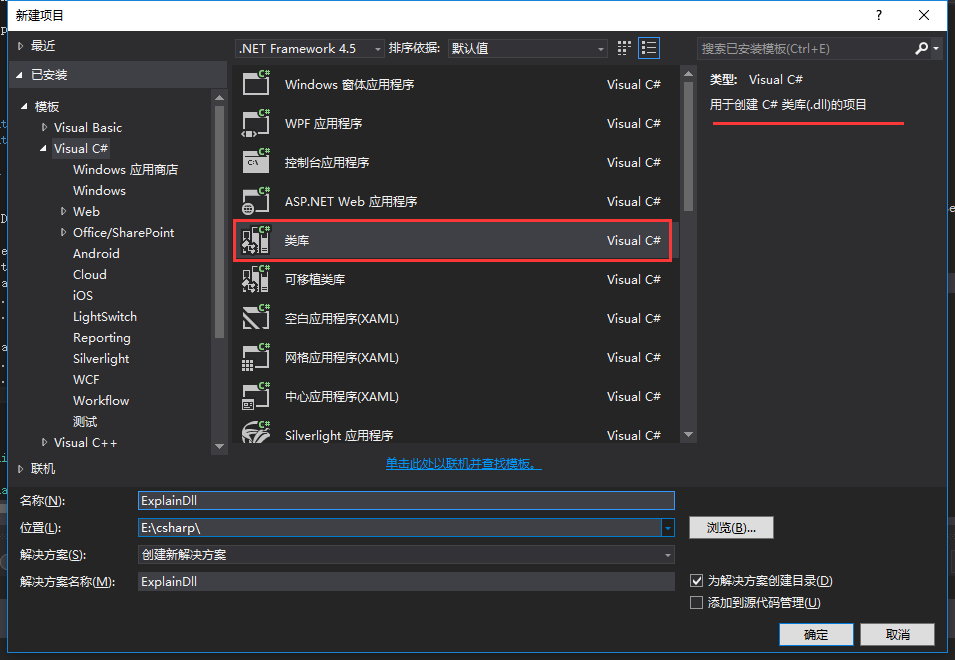 新建项目
?
最近
.NET Framework 4.5
排序依据:
默认值
搜索已安装模板(Ctrl+E)
已安装
类型: Visual C#
用于创建 C# 类库(.dll)的项目
模板
Visual Basic
Visual C#
Windows 应用商店
Windows
Web
Office/SharePoint
Android
Cloud
iOS
LightSwitch
Reporting
Silverlight
WCF
Workflow
测试
Visual C++
联机
Windows 窗体应用程序 Visual C#
WPF 应用程序 Visual C#
控制台应用程序 Visual C#
ASP.NET Web 应用程序 Visual C#
类库 Visual C#
可移植类库 Visual C#
空白应用程序(XAML) Visual C#
网格应用程序(XAML) Visual C#
中心应用程序(XAML) Visual C#
Silverlight 应用程序 Visual C#
单击此处以联机并查找模板。
名称(N): ExplainDll
位置(L): E:\csharp\ 浏览(B)...
解决方案(S): 创建新解决方案
解决方案名称(M): ExplainDll
为解决方案创建目录(D)
添加到源代码管理(U)
确定 取消